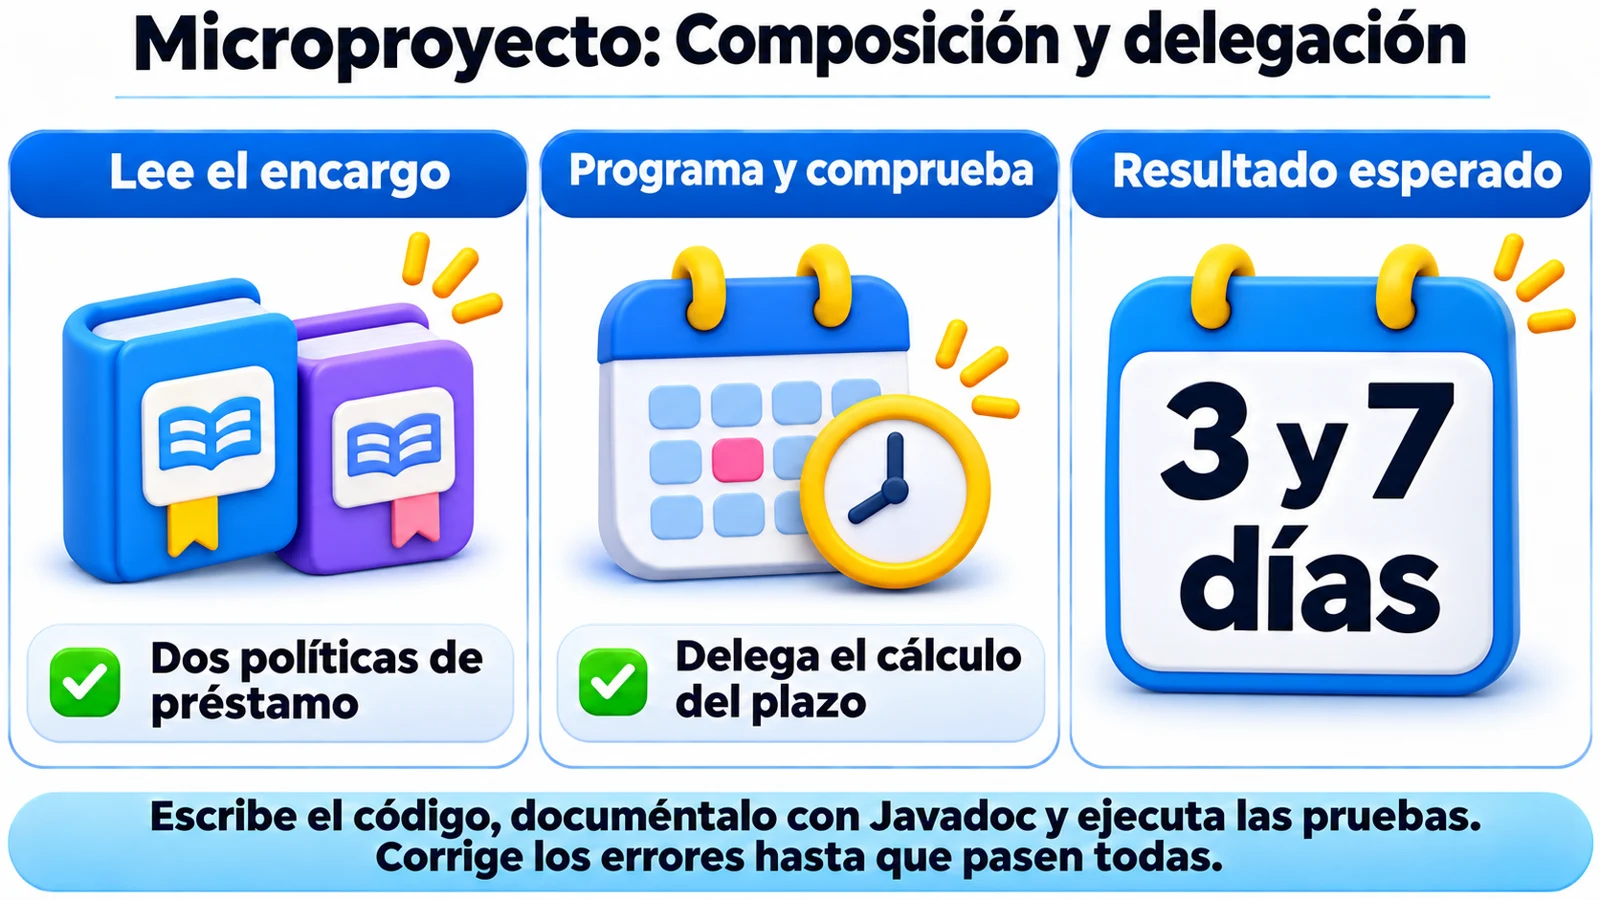 Microproyecto: Composición y delegación
Lee el encargo
Programa y comprueba
Resultado esperado
3 y 7
días
Dos políticas de
préstamo
Delega el cálculo
del plazo
Escribe el código, documéntalo con Javadoc y ejecuta las pruebas.
Corrige los errores hasta que pasen todas.